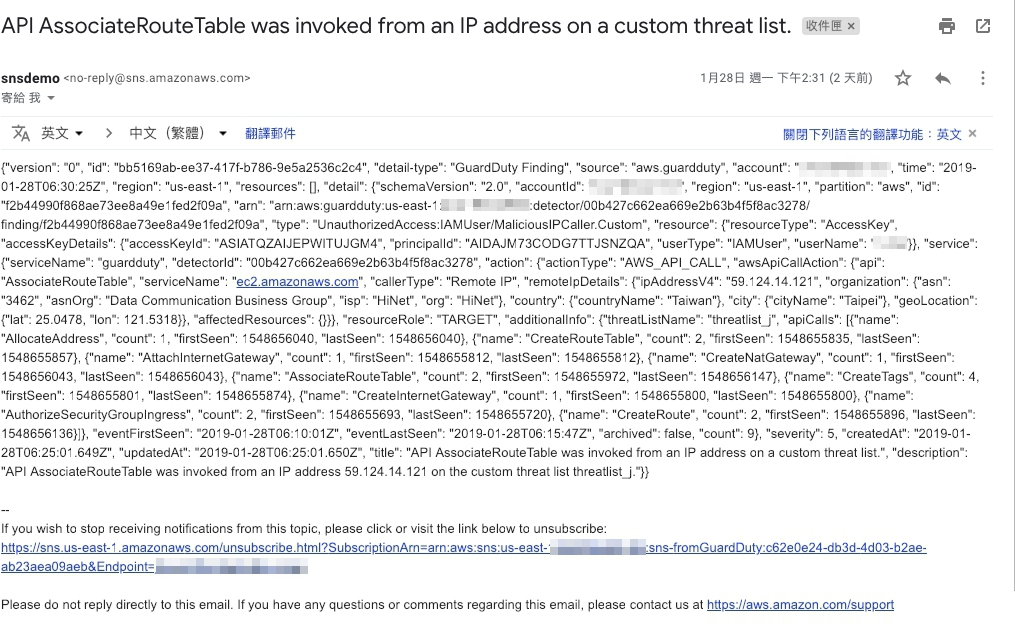 API AssociateRouteTable was invoked from an IP address on a custom threat list. 收件匣 ×
snsdemo <no-reply@sns.amazonaws.com> 1月28日 週一 下午2:31 (2 天前)
寄給 我
英文 > 中文（繁體） 翻譯郵件 關閉下列語言的翻譯功能：英文 ×
{"version": "0", "id": "bb5169ab-ee37-417f-b786-9e5a2536c2c4", "detail-type": "GuardDuty Finding", "source": "aws.guardduty", "account": " , "time": "2019-
01-28T06:30:25Z", "region": "us-east-1", "resources": [], "detail": {"schemaVersion": "2.0", "accountId": " ", "region": "us-east-1", "partition": "aws", "id":
"f2b44990f868ae73ee8a49e1fed2f09a", "arn": "arn:aws:guardduty:us-east-1: :detector/00b427c662ea669e2b63b4f5f8ac3278/
finding/f2b44990f868ae73ee8a49e1fed2f09a", "type": "UnauthorizedAccess:IAMUser/MaliciousIPCaller.Custom", "resource": {"resourceType": "AccessKey",
"accessKeyDetails": {"accessKeyId": "ASIATQZAIJEPWITUJGM4", "principalId": "AIDAJM73CODG7TTJSNZQA", "userType": "IAMUser", "userName": " }}, "service":
{"serviceName": "guardduty", "detectorId": "00b427c662ea669e2b63b4f5f8ac3278", "action": {"actionType": "AWS_API_CALL", "awsApiCallAction": {"api":
"AssociateRouteTable", "serviceName": "ec2.amazonaws.com", "callerType": "Remote IP", "remoteIpDetails": {"ipAddressV4": "59.124.14.121", "organization": {"asn":
"3462", "asnOrg": "Data Communication Business Group", "isp": "HiNet", "org": "HiNet"}, "country": {"countryName": "Taiwan"}, "city": {"cityName": "Taipei"}, "geoLocation":
{"lat": 25.0478, "lon": 121.5318}}, "affectedResources": {}}}, "resourceRole": "TARGET", "additionalInfo": {"threatListName": "threatlist_j", "apiCalls": [{"name":
"AllocateAddress", "count": 1, "firstSeen": 1548656040, "lastSeen": 1548656040}, {"name": "CreateRouteTable", "count": 2, "firstSeen": 1548655835, "lastSeen":
1548655857}, {"name": "AttachInternetGateway", "count": 1, "firstSeen": 1548655812, "lastSeen": 1548655812}, {"name": "CreateNatGateway", "count": 1, "firstSeen":
1548656043, "lastSeen": 1548656043}, {"name": "AssociateRouteTable", "count": 2, "firstSeen": 1548655972, "lastSeen": 1548656147}, {"name": "CreateTags", "count": 4,
"firstSeen": 1548655801, "lastSeen": 1548655874}, {"name": "CreateInternetGateway", "count": 1, "firstSeen": 1548655800, "lastSeen": 1548655800}, {"name":
"AuthorizeSecurityGroupIngress", "count": 2, "firstSeen": 1548655693, "lastSeen": 1548655720}, {"name": "CreateRoute", "count": 2, "firstSeen": 1548655896, "lastSeen":
1548656136}]}, "eventFirstSeen": "2019-01-28T06:10:01Z", "eventLastSeen": "2019-01-28T06:15:47Z", "archived": false, "count": 9}, "severity": 5, "createdAt": "2019-01-
28T06:25:01.649Z", "updatedAt": "2019-01-28T06:25:01.650Z", "title": "API AssociateRouteTable was invoked from an IP address on a custom threat list.", "description":
"API AssociateRouteTable was invoked from an IP address 59.124.14.121 on the custom threat list threatlist_j."}}
--
If you wish to stop receiving notifications from this topic, please click or visit the link below to unsubscribe:
https://sns.us-east-1.amazonaws.com/unsubscribe.html?SubscriptionArn=arn:aws:sns:us-east- :sns-fromGuardDuty:c62e0e24-db3d-4d03-b2ae-
ab23aea09aeb&Endpoint=
Please do not reply directly to this email. If you have any questions or comments regarding this email, please contact us at https://aws.amazon.com/support